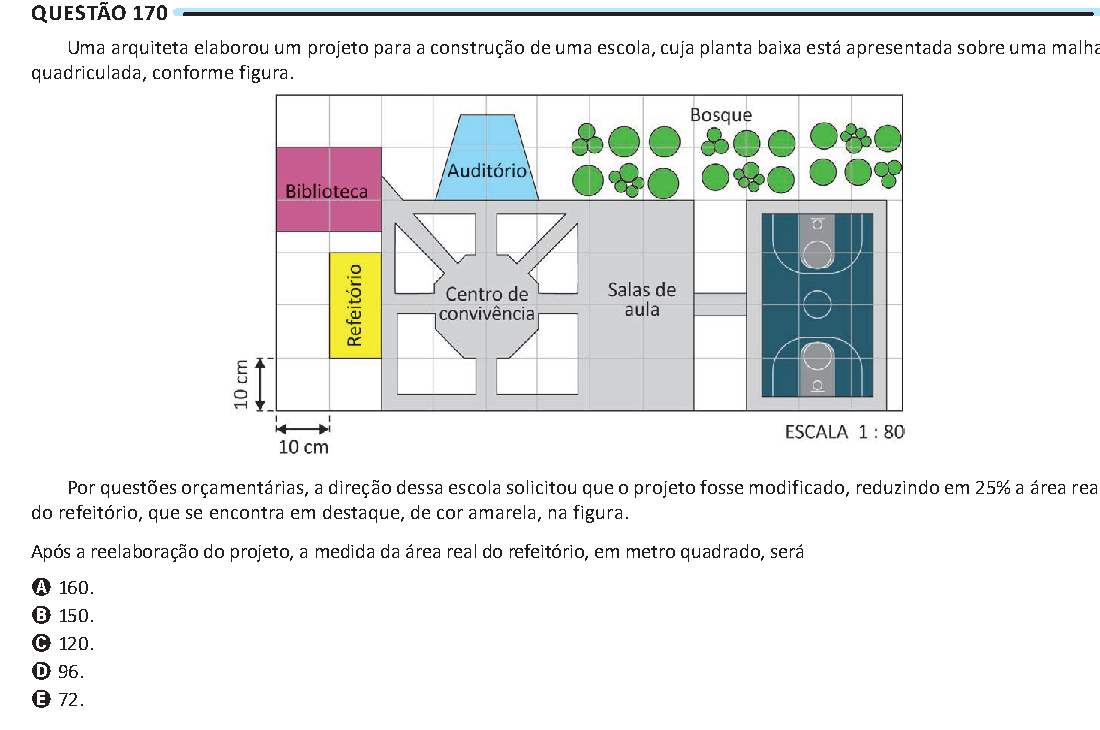 QUESTÃO 170
Uma arquiteta elaborou um projeto para a construção de uma escola, cuja planta baixa está apresentada sobre uma malha
quadriculada, conforme figura.
Bosque
Auditório
Biblioteca
Refeitório
Centro de
convivência
Salas de
aula
10 cm
10 cm
ESCALA 1 : 80
Por questões orçamentárias, a direção dessa escola solicitou que o projeto fosse modificado, reduzindo em 25% a área rea
do refeitório, que se encontra em destaque, de cor amarela, na figura.
Após a reelaboração do projeto, a medida da área real do refeitório, em metro quadrado, será
A 160.
B 150.
C 120.
D 96.
E 72.